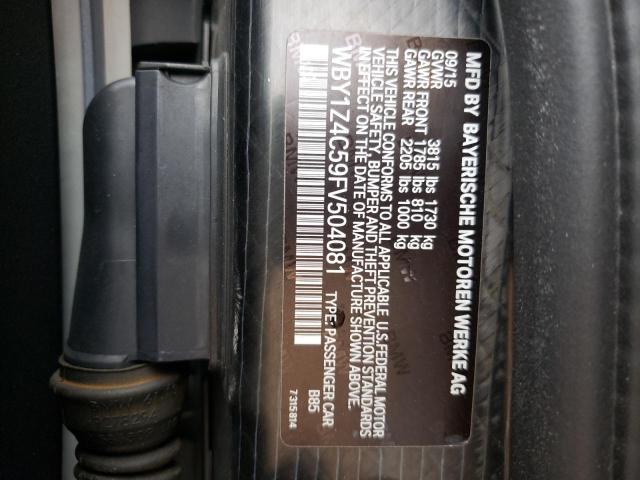 MFD BY BAYERISCHE MOTOREN WERKE AG
09/15
GVWR 3815 lbs 1730 kg
GAWR FRONT 1785 lbs 810 kg
GAWR REAR 2205 lbs 1000 kg
THIS VEHICLE CONFORMS TO ALL APPLICABLE U.S. FEDERAL MOTOR
VEHICLE SAFETY, BUMPER AND THEFT PREVENTION STANDARDS
IN EFFECT ON THE DATE OF MANUFACTURE SHOWN ABOVE.
WBY1Z4C59FV504081 TYPE: PASSENGER CAR
B85
7315814